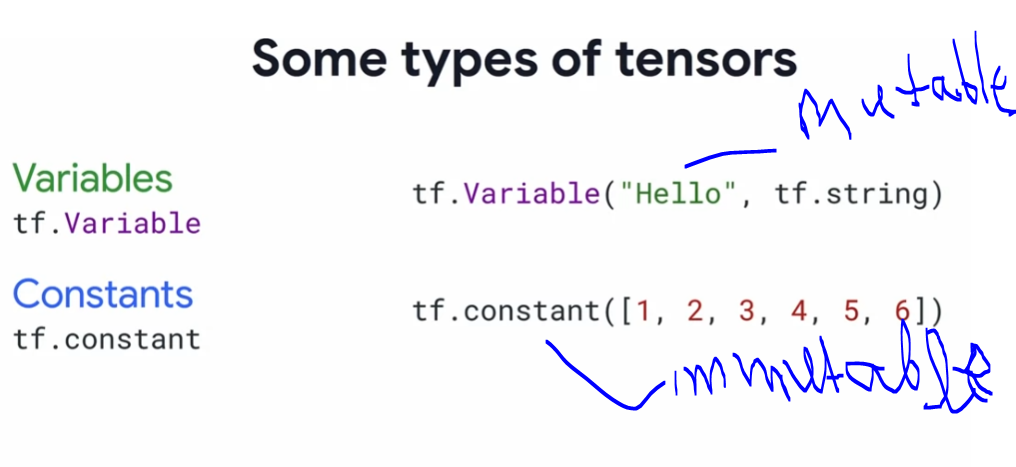 Some types of tensors
Mutable
Variables
tf.Variable
tf.Variable("Hello", tf.string)
Constants
tf.constant
tf.constant([1, 2, 3, 4, 5, 6])
immutable